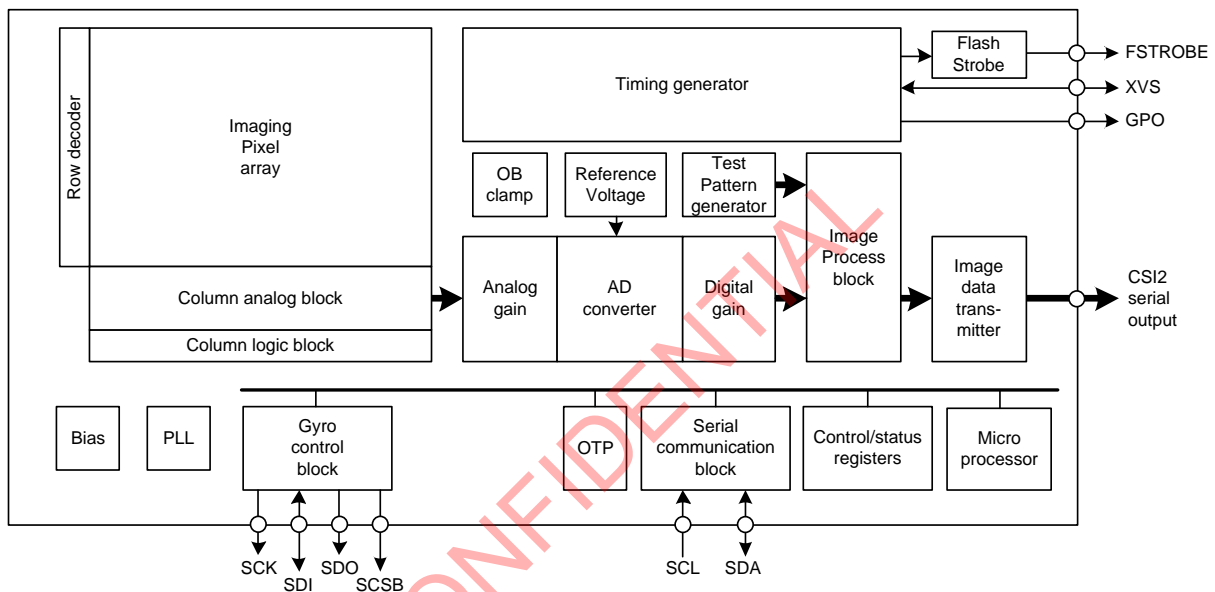 Row decoder
Imaging
Pixel
array
Timing generator
Flash
Strobe
FSTROBE
XVS
GPO
OB
clamp
Reference
Voltage
Test
Pattern
generator
Image
Process
block
Column analog block
Column logic block
Analog
gain
AD
converter
Digital
gain
Image
data
trans-
mitter
CSI2
serial
output
Bias
PLL
Gyro
control
block
OTP
Serial
communication
block
Control/status
registers
Micro
processor
SCK
SDI
SDO
SCSB
SCL
SDA
ONFIDENTIAL